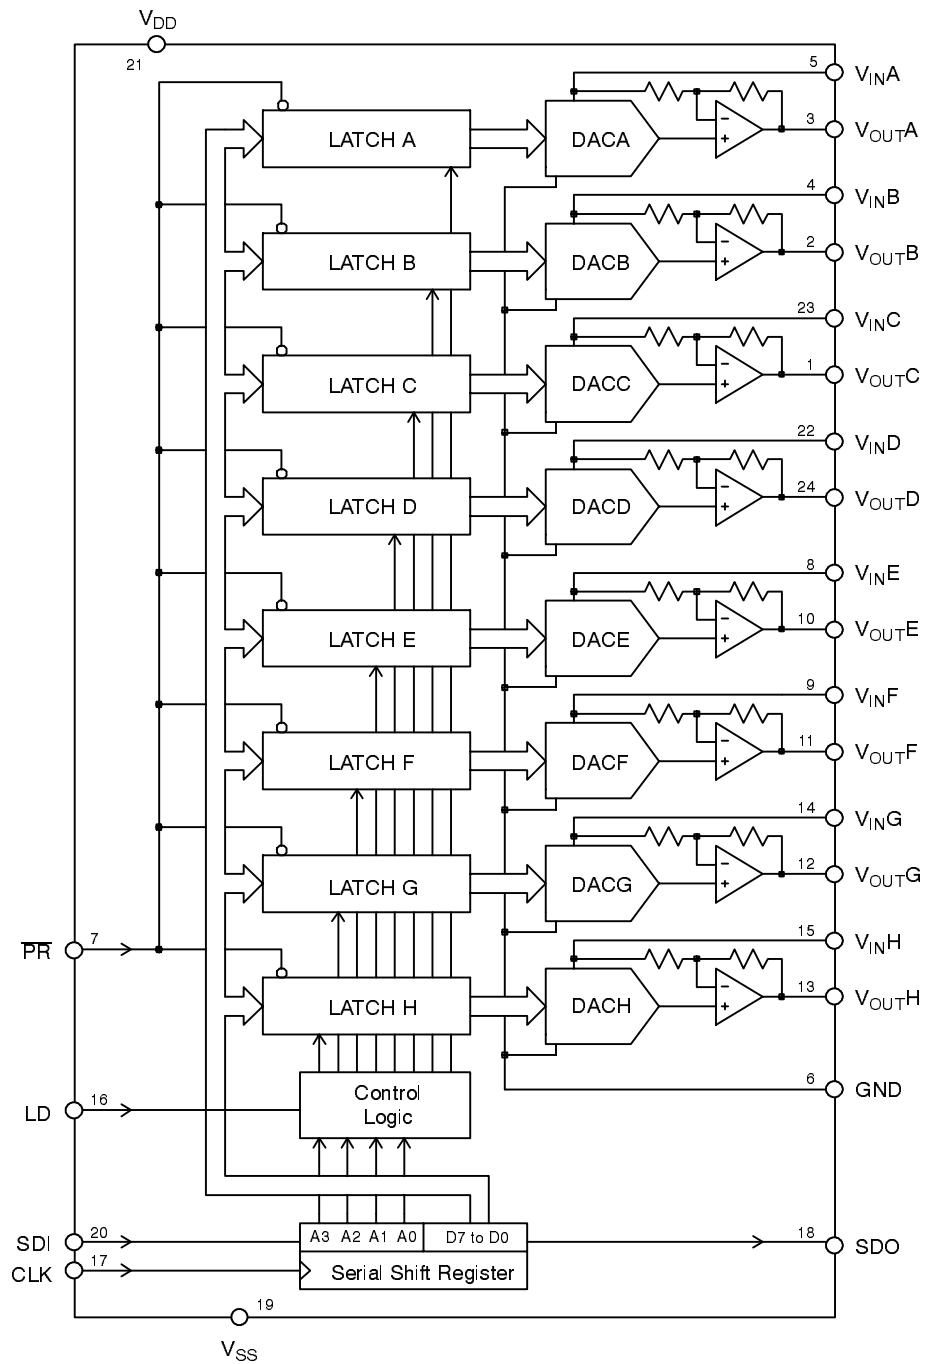 VDD
21
5 VINA
LATCH A DACA − + 3 VOUTA
4 VINB
LATCH B DACB − + 2 VOUTB
23 VINC
LATCH C DACC − + 1 VOUTC
22 VIND
LATCH D DACD − + 24 VOUTD
8 VINE
LATCH E DACE − + 10 VOUTE
9 VINF
LATCH F DACF − + 11 VOUTF
14 VING
LATCH G DACG − + 12 VOUTG
P̅R̅ 7
15 VINH
LATCH H DACH − + 13 VOUTH
6 GND
LD 16
Control
Logic
SDI 20
A3 A2 A1 A0 D7 to D0
18 SDO
CLK 17
Serial Shift Register
19
VSS